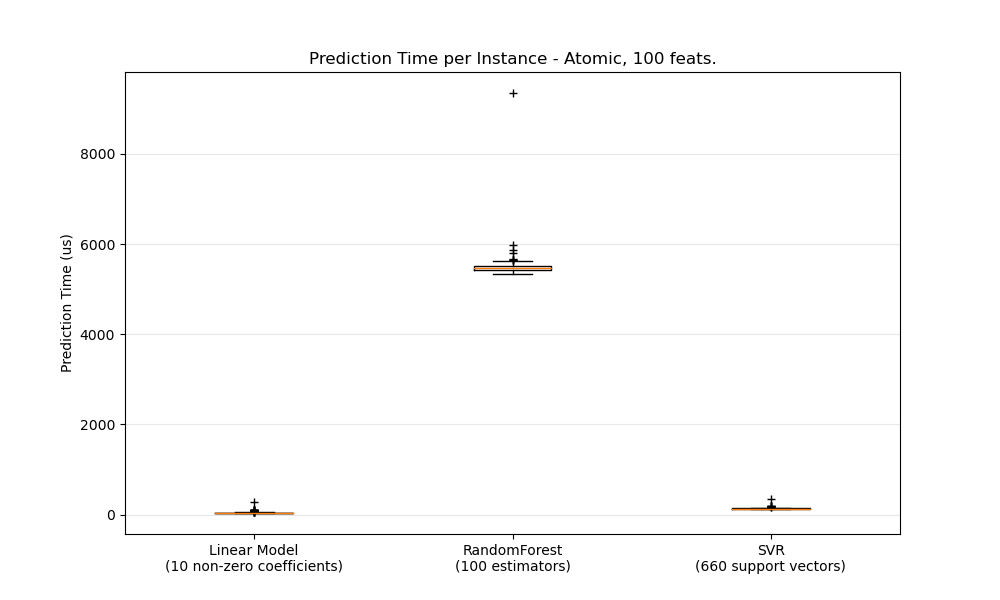 Prediction Time per Instance - Atomic, 100 feats.
Prediction Time (us)
8000
6000
4000
2000
0
Linear Model
(10 non-zero coefficients)
RandomForest
(100 estimators)
SVR
(660 support vectors)